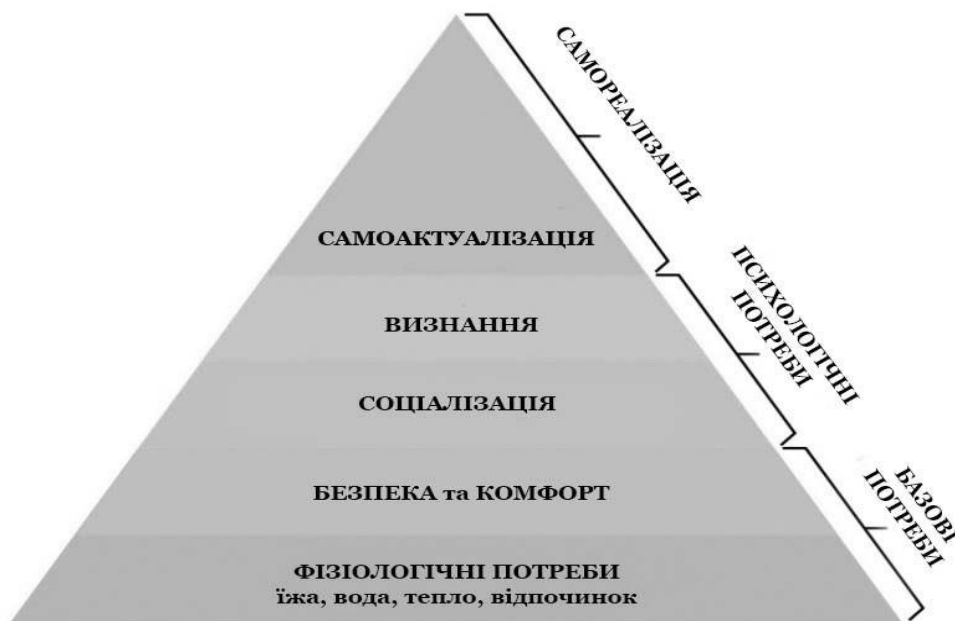 САМОРЕАЛІЗАЦІЯ
САМОАКТУАЛІЗАЦІЯ
ПСИХОЛОГІЧНІ
ПОТРЕБИ
ВИЗНАННЯ
СОЦІАЛІЗАЦІЯ
БЕЗПЕКА та КОМФОРТ
БАЗОВІ
ПОТРЕБИ
ФІЗІОЛОГІЧНІ ПОТРЕБИ
їжа, вода, тепло, відпочинок